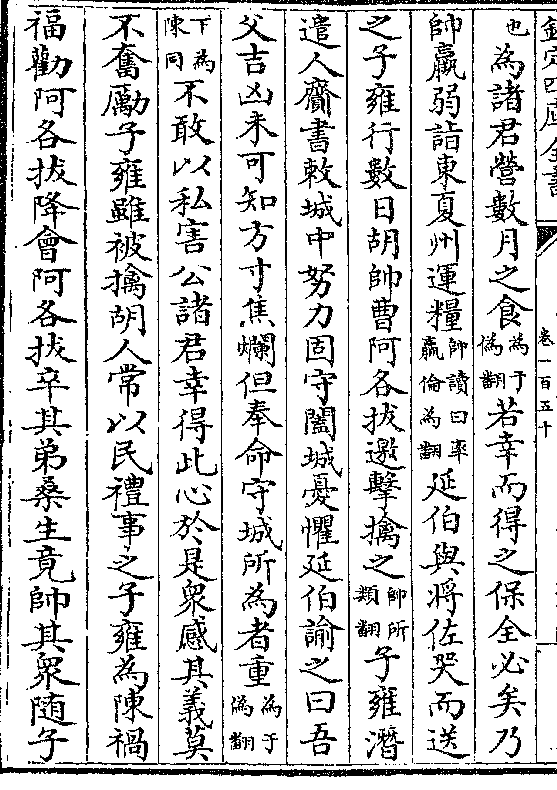 欽定四庫全書
卷一百五十
也為諸君營數月之食為于偽翻若幸而得之保全必矣乃
帥羸弱詣東夏州運糧帥讀曰率羸倫為翻延伯與將佐哭而送
之子雍行數日胡帥曹阿各拔邀擊擒之帥所類翻子雍潛
遣人齎書敕城中努力固守闔城憂懼延伯諭之曰吾
父吉凶未可知方寸焦爛但奉命守城所為者重為于偽翻
下為陳同不敢以私害公諸君幸得此心於是衆感其義莫
不奮勵子雍雖被擒胡人常以民禮事之子雍為陳禍
福勸阿各拔降會阿各拔卒其弟桑生竟帥其衆随子